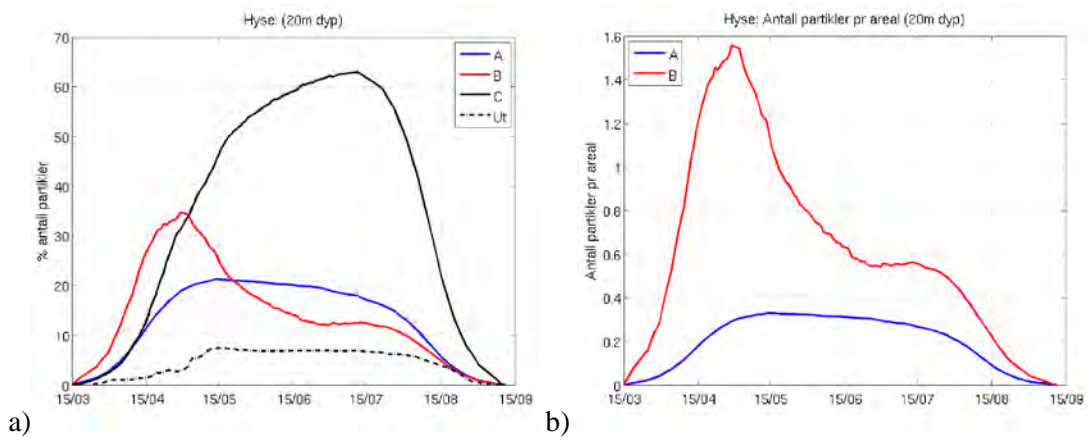 Hyse: (20m dyp)
70
60
50
40
30
20
10
0
% antall partikler
15/03 15/04 15/05 15/06 15/07 15/08 15/09
A
B
C
Ut
a)
Hyse: Antall partikler pr areal (20m dyp)
1.6
1.4
1.2
1
0.8
0.6
0.4
0.2
0
Antall partikler pr areal
15/03 15/04 15/05 15/06 15/07 15/08 15/09
A
B
b)